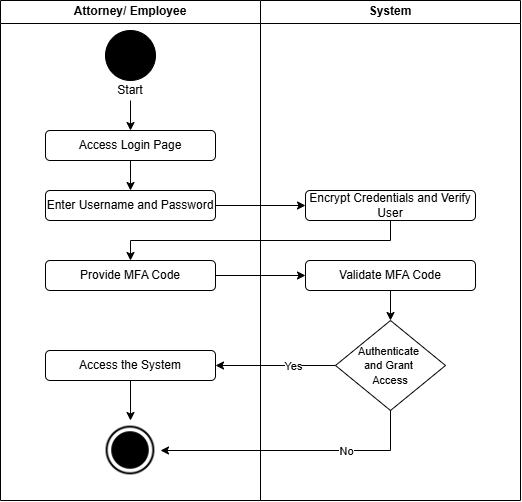 Attorney/ Employee
System
Start
Access Login Page
Enter Username and Password
Encrypt Credentials and Verify
User
Provide MFA Code
Validate MFA Code
Authenticate
and Grant
Access
Access the System
Yes
No